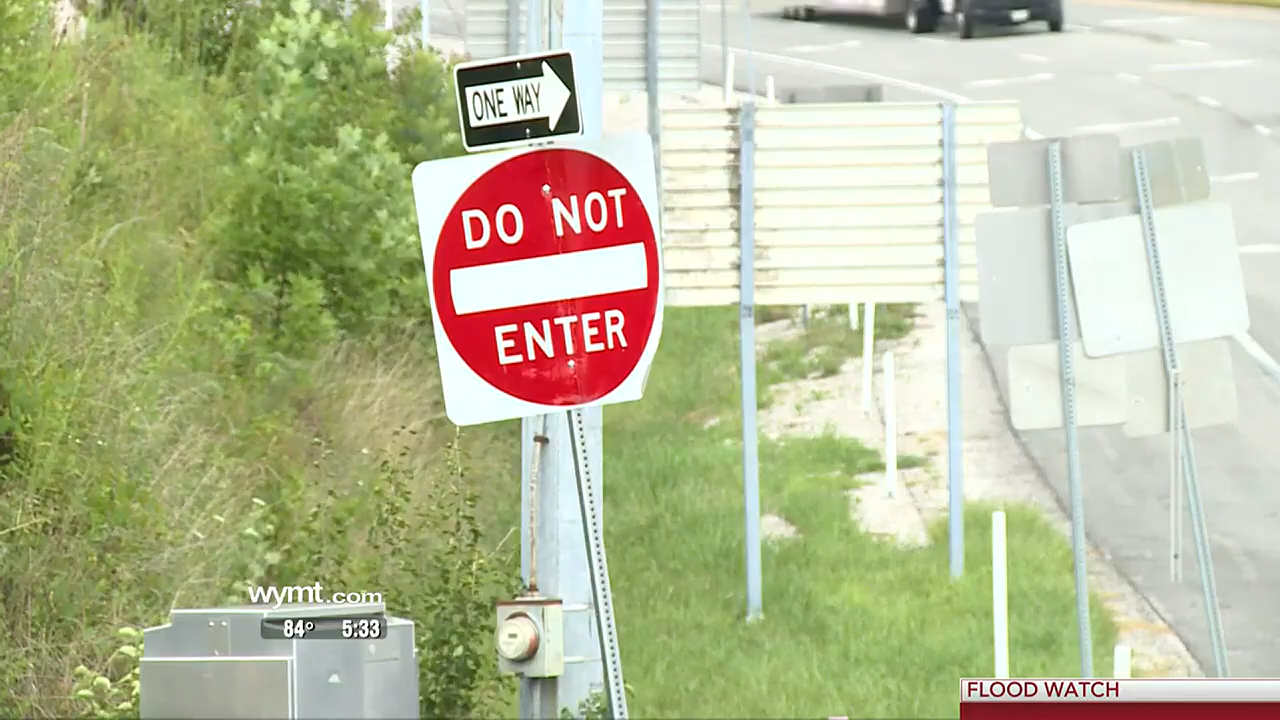 ONE WAY
DO NOT
ENTER
wymt.com
84° 5:33
FLOOD WATCH